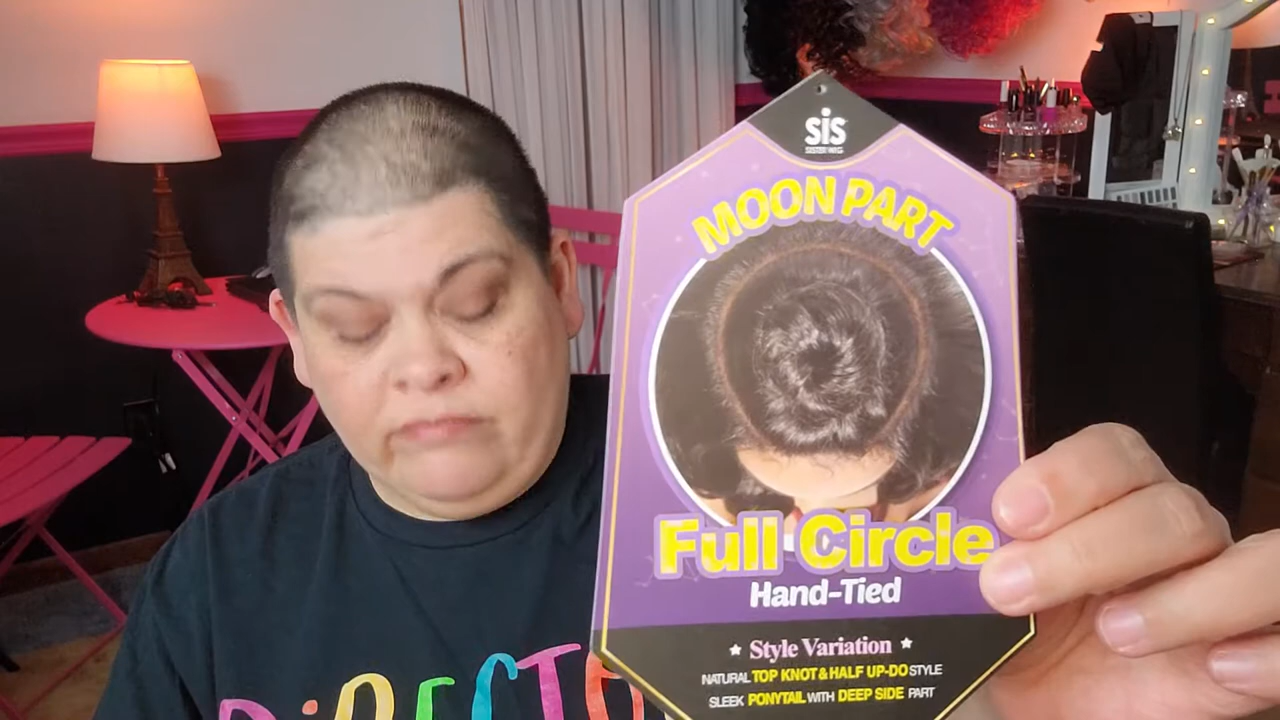 sis
SISTER WIG
MOON PART
Full Circle
Hand-Tied
★ Style Variation ★
NATURAL TOP KNOT & HALF UP-DO STYLE
SLEEK PONYTAIL WITH DEEP SIDE PART
DiRECTO